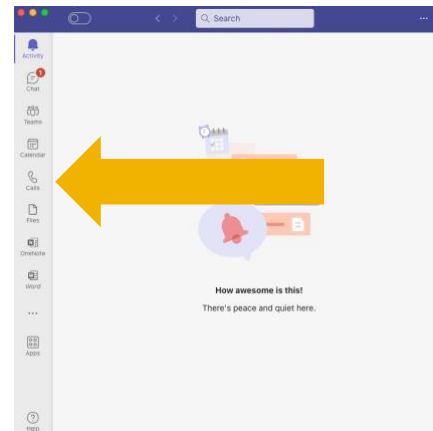 Search
...
Activity
1
Chat
Teams
Calendar
Calls
Files
OneNote
Word
...
Apps
Help
How awesome is this!
There's peace and quiet here.